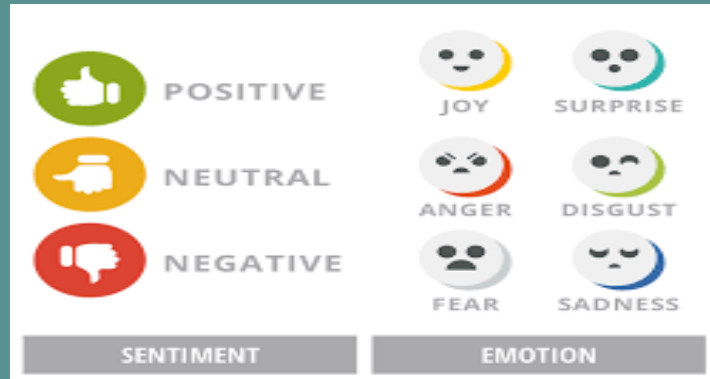 POSITIVE
NEUTRAL
NEGATIVE
SENTIMENT
JOY SURPRISE
ANGER DISGUST
FEAR SADNESS
EMOTION